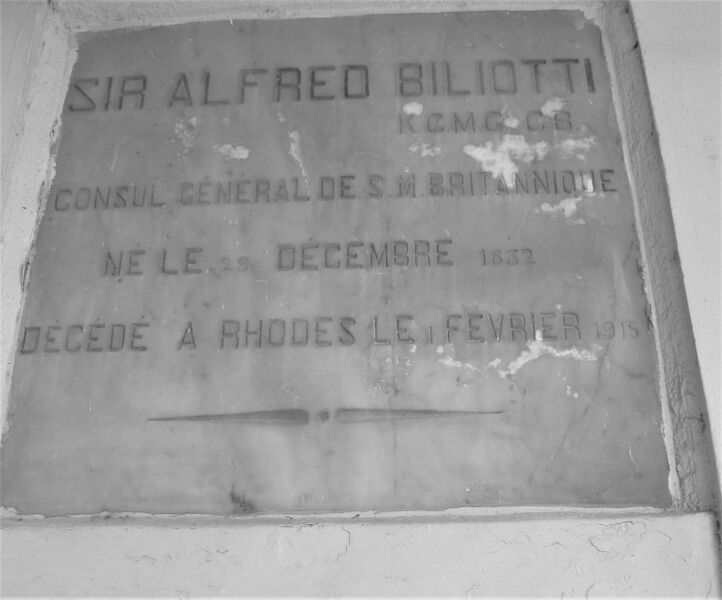 SIR ALFRED BILIOTTI
K.C.M.G. C.B.
CONSUL GÉNÉRAL DE S.M. BRITANNIQUE
NÉ LE 29 DÉCEMBRE 1832
DÉCÉDÉ A RHODES LE 1 FEVRIER 1915